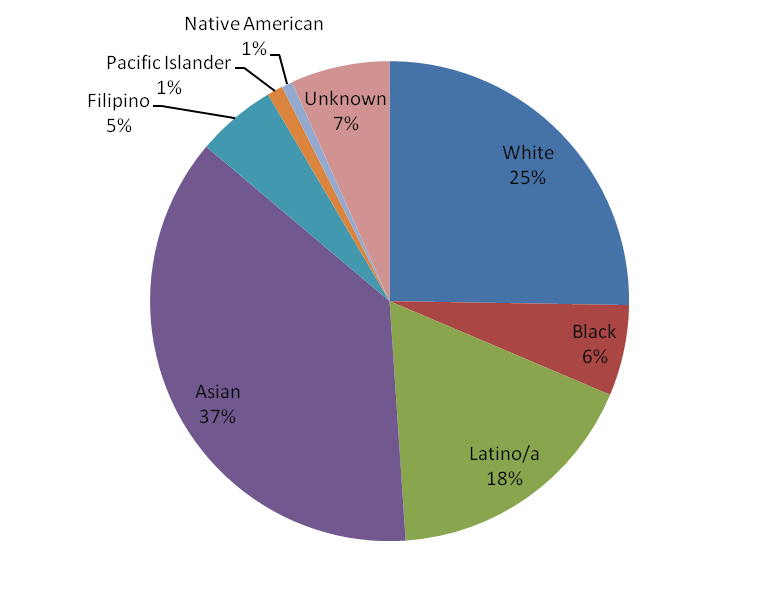 Native American
1%
Pacific Islander
1%
Filipino
5%
Unknown
7%
White
25%
Black
6%
Latino/a
18%
Asian
37%